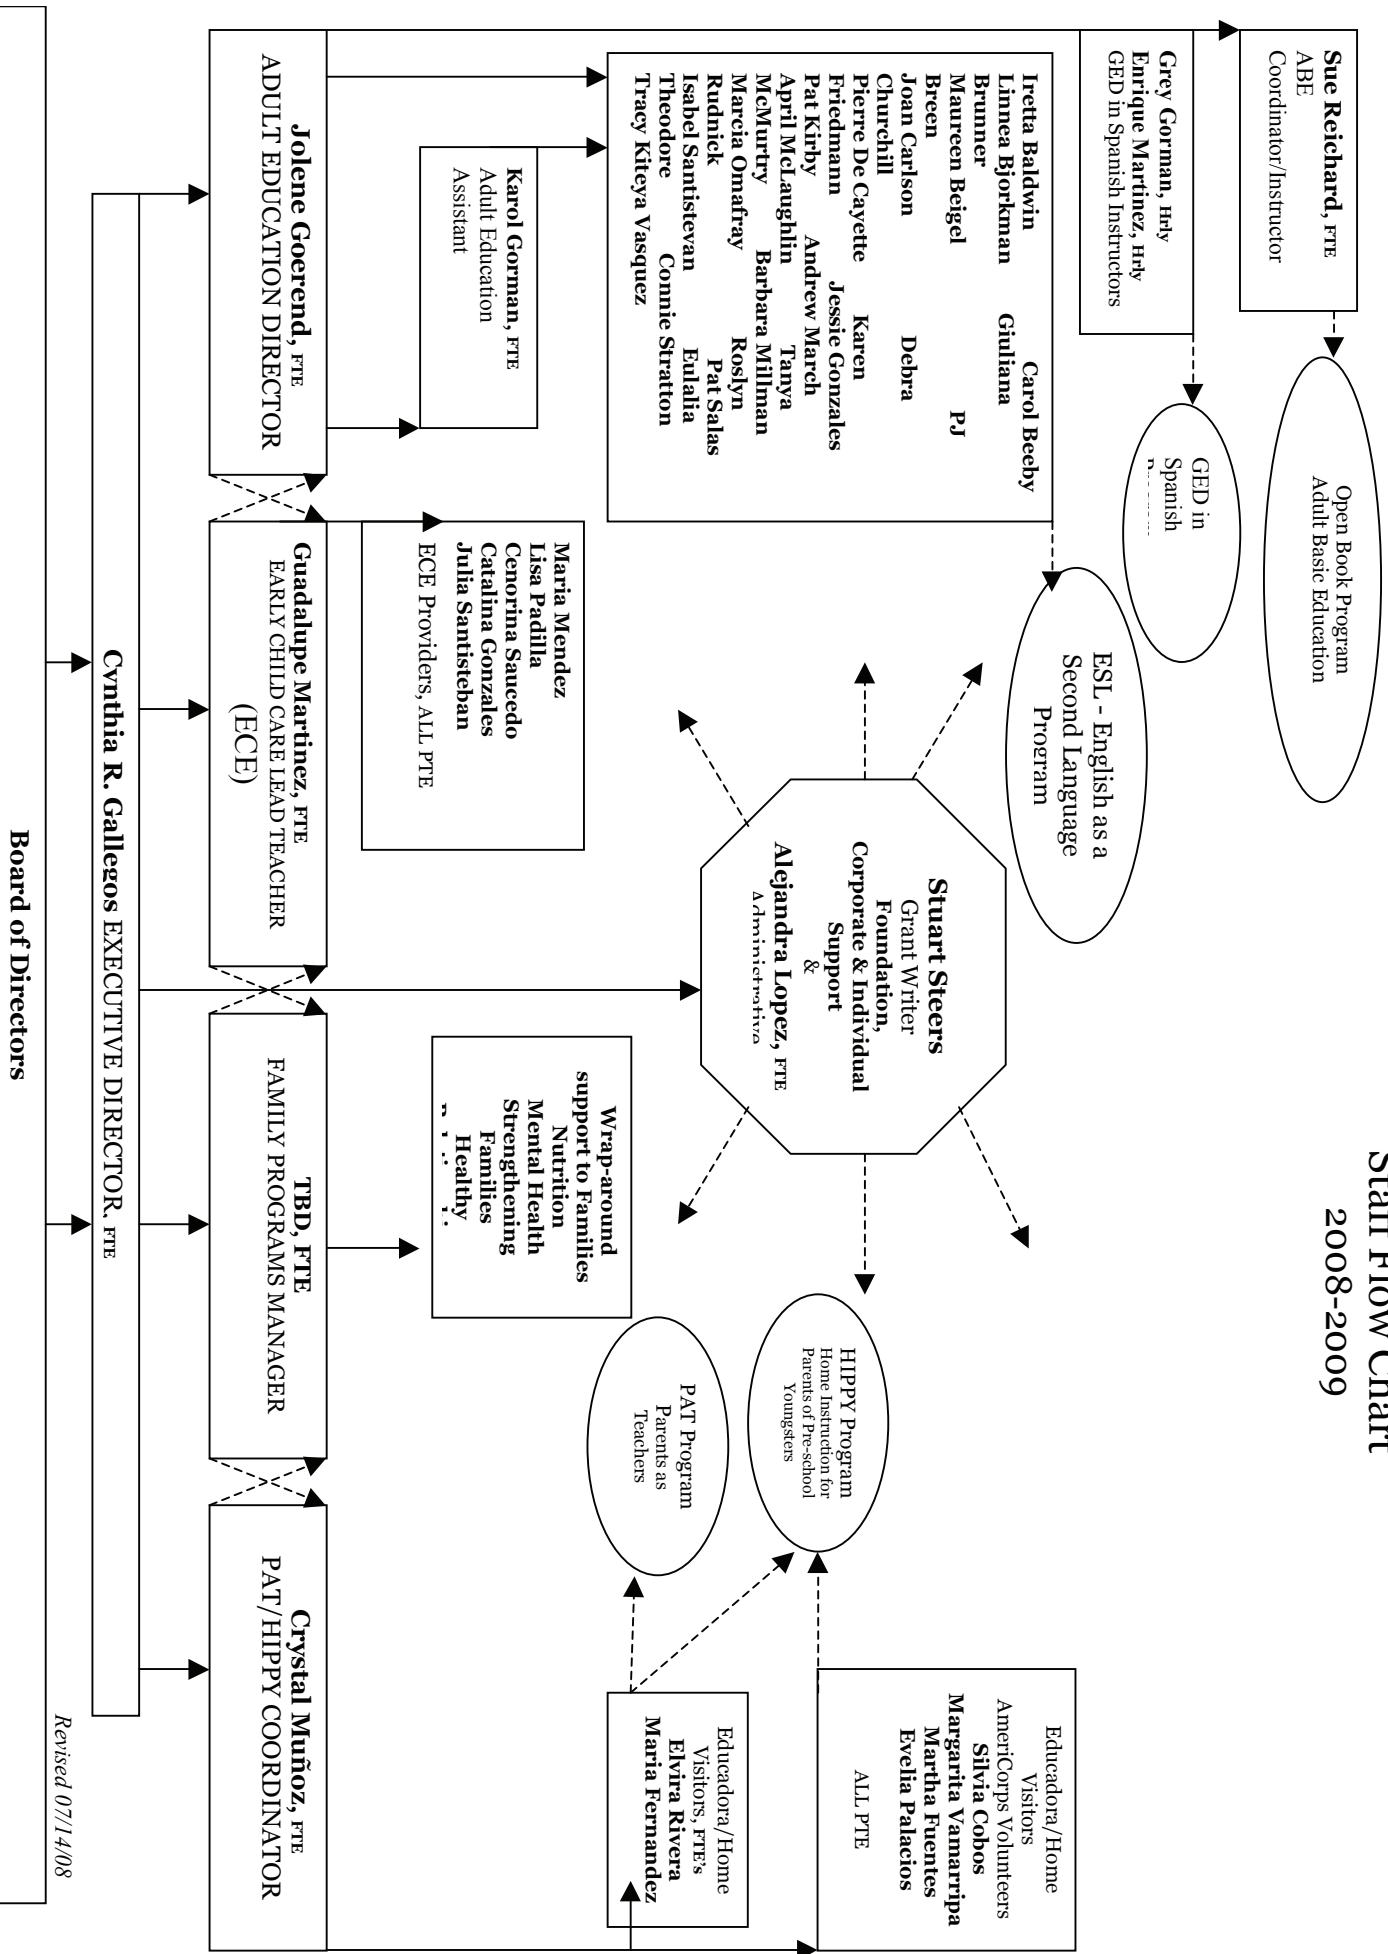 Staff Flow Chart
2008-2009
Sue Reichard, FTE
ABE
Coordinator/Instructor
Open Book Program
Adult Basic Education
Grey Gorman, Hrly
Enrique Martinez, Hrly
GED in Spanish Instructors
GED in
Spanish
Iretta Baldwin Carol Beeby
Linnea Bjorkman Giuliana
Brunner
Maureen Beigel PJ
Breen
Joan Carlson Debra
Churchill
Pierre De Cayette Karen
Friedmann Jessie Gonzales
Pat Kirby Andrew March
April McLaughlin Tanya
McMurtry Barbara Millman
Marcia Omafray Roslyn
Rudnick Pat Salas
Isabel Santistevan Eulalia
Theodore Connie Stratton
Tracy Kiteya Vasquez
ESL - English as a
Second Language
Program
Karol Gorman, FTE
Adult Education
Assistant
Maria Mendez
Lisa Padilla
Cenorina Saucedo
Catalina Gonzales
Julia Santisteban
ECE Providers, ALL PTE
Stuart Steers
Grant Writer
Foundation,
Corporate & Individual
Support
&
Alejandra Lopez, FTE
Administrative
Wrap-around
support to Families
Nutrition
Mental Health
Strengthening
Families
Healthy
HIPPY Program
Home Instruction for
Parents of Pre-school
Youngsters
PAT Program
Parents as
Teachers
Educadora/Home
Visitors
AmeriCorps Volunteers
Silvia Cobos
Margarita Vamarripa
Martha Fuentes
Evelia Palacios
ALL PTE
Educadora/Home
Visitors, FTE's
Elvira Rivera
Maria Fernandez
Jolene Goerend, FTE
ADULT EDUCATION DIRECTOR
Guadalupe Martinez, FTE
EARLY CHILD CARE LEAD TEACHER
(ECE)
TBD, FTE
FAMILY PROGRAMS MANAGER
Crystal Muñoz, FTE
PAT/HIPPY COORDINATOR
Cynthia R. Gallegos EXECUTIVE DIRECTOR, FTE
Revised 07/14/08
Board of Directors